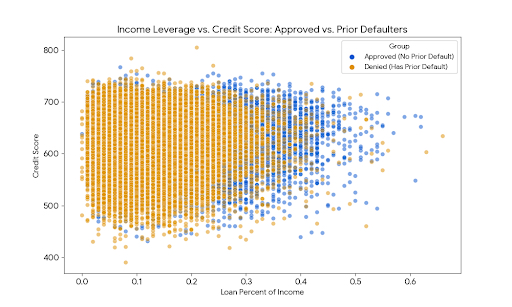 Income Leverage vs. Credit Score: Approved vs. Prior Defaulters
Group
Approved (No Prior Default)
Denied (Has Prior Default)
800
700
600
500
400
Credit Score
0.0 0.1 0.2 0.3 0.4 0.5 0.6
Loan Percent of Income